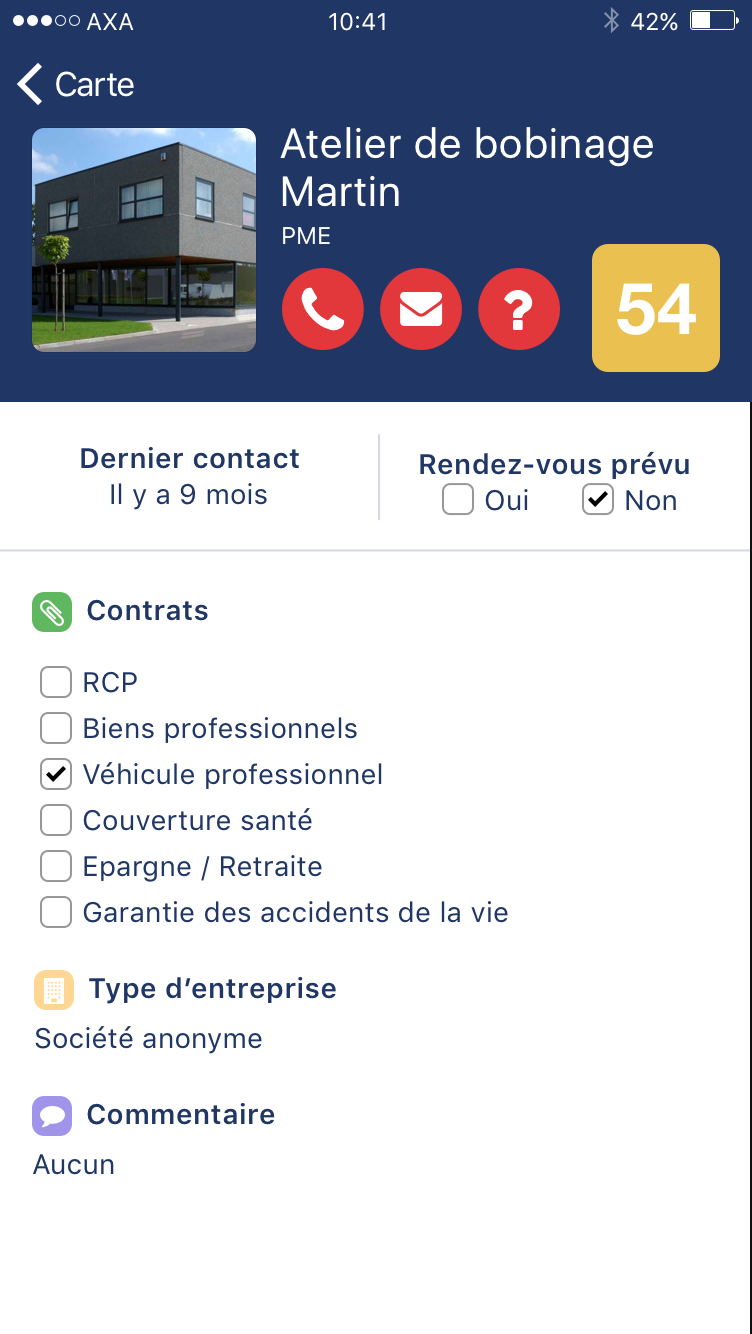 AXA 10:41 42%
Carte
Atelier de bobinage
Martin
PME
54
Dernier contact
Il y a 9 mois
Rendez-vous prévu
Oui Non
Contrats
RCP
Biens professionnels
Véhicule professionnel
Couverture santé
Epargne / Retraite
Garantie des accidents de la vie
Type d’entreprise
Société anonyme
Commentaire
Aucun